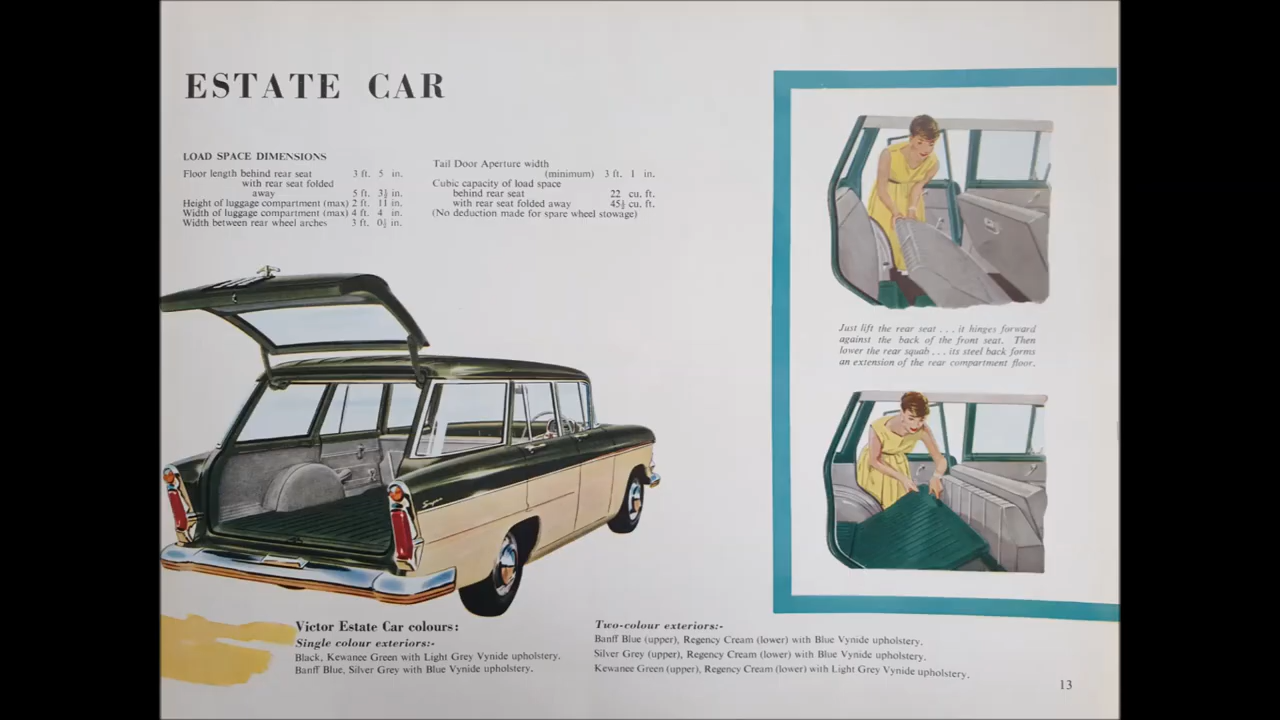 ESTATE CAR
LOAD SPACE DIMENSIONS
Floor length behind rear seat 3 ft. 5 in.
with rear seat folded
away 5 ft. 3½ in.
Height of luggage compartment (max) 2 ft. 11 in.
Width of luggage compartment (max) 4 ft. 4 in.
Width between rear wheel arches 3 ft. 0½ in.
Tail Door Aperture width
(minimum) 3 ft. 1 in.
Cubic capacity of load space
behind rear seat 22 cu. ft.
with rear seat folded away 45½ cu. ft.
(No deduction made for spare wheel stowage)
Just lift the rear seat . . . it hinges forward
against the back of the front seat. Then
lower the rear squab . . . its steel back forms
an extension of the rear compartment floor.
Super
Victor Estate Car colours:
Single colour exteriors:-
Black, Kewanee Green with Light Grey Vynide upholstery.
Banff Blue, Silver Grey with Blue Vynide upholstery.
Two-colour exteriors:-
Banff Blue (upper), Regency Cream (lower) with Blue Vynide upholstery.
Silver Grey (upper), Regency Cream (lower) with Blue Vynide upholstery.
Kewanee Green (upper), Regency Cream (lower) with Light Grey Vynide upholstery.
13